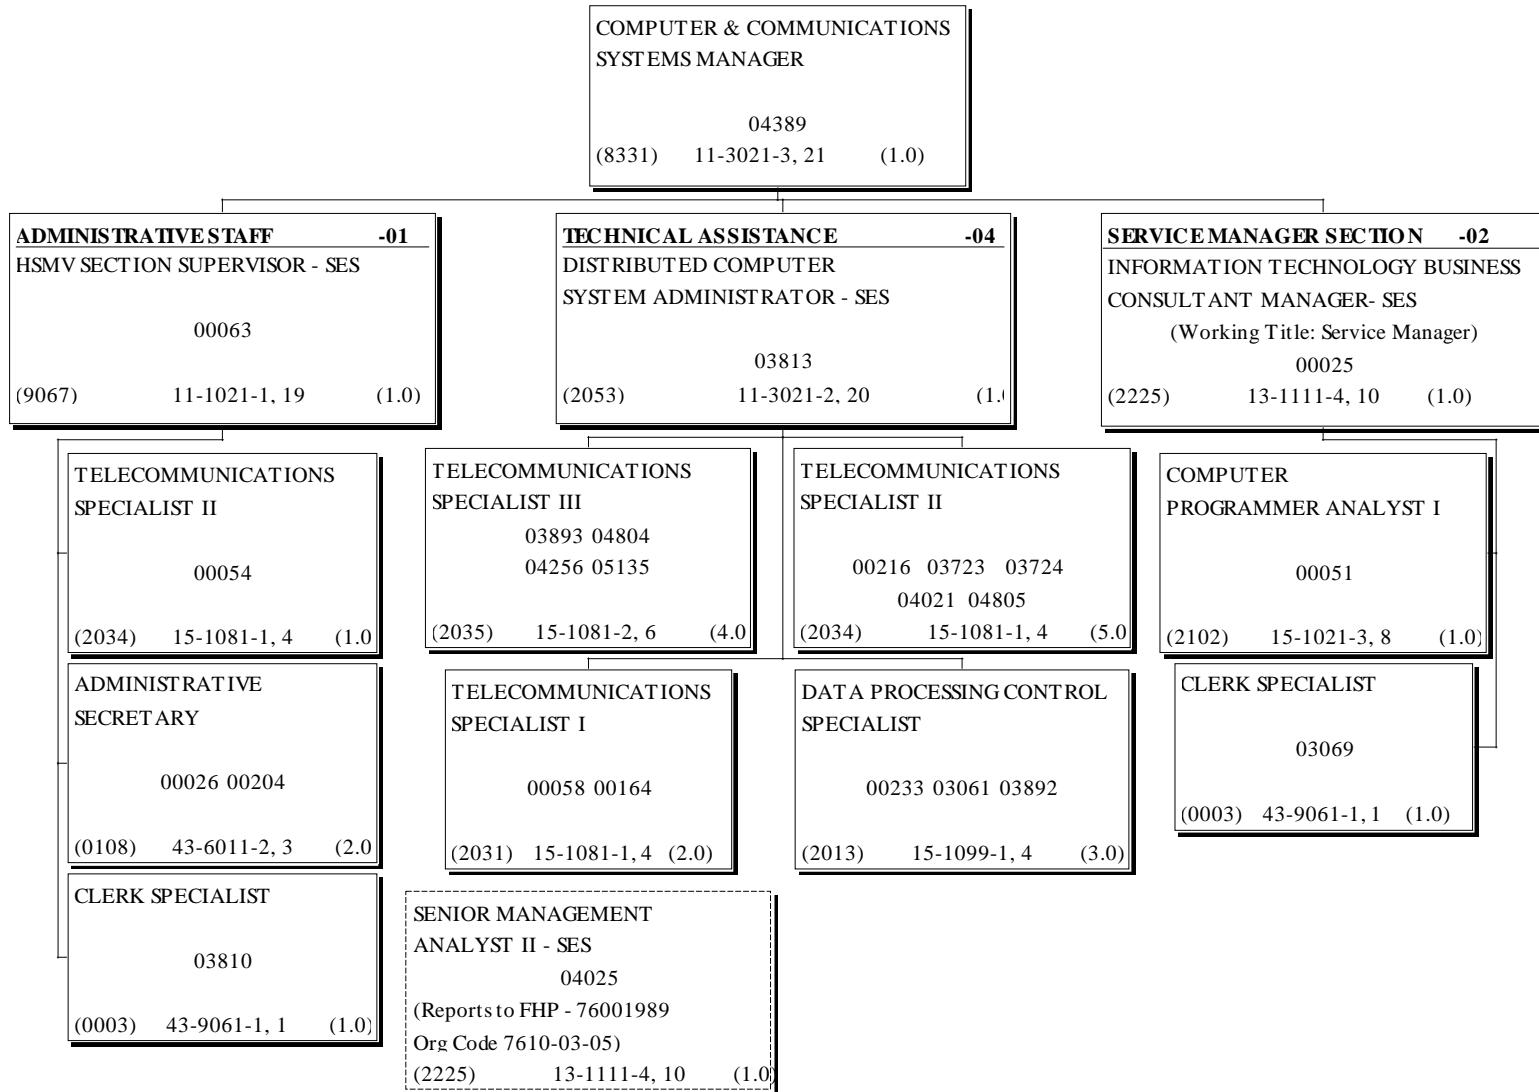 COMPUTER & COMMUNICATIONS
SYSTEMS MANAGER
04389
(8331) 11-3021-3, 21 (1.0)
ADMINISTRATIVE STAFF -01
HSMV SECTION SUPERVISOR - SES
00063
(9067) 11-1021-1, 19 (1.0)
TECHNICAL ASSISTANCE -04
DISTRIBUTED COMPUTER
SYSTEM ADMINISTRATOR - SES
03813
(2053) 11-3021-2, 20 (1.(
SERVICE MANAGER SECTION -02
INFORMATION TECHNOLOGY BUSINESS
CONSULTANT MANAGER- SES
(Working Title: Service Manager)
00025
(2225) 13-1111-4, 10 (1.0)
TELECOMMUNICATIONS
SPECIALIST II
00054
(2034) 15-1081-1, 4 (1.0
TELECOMMUNICATIONS
SPECIALIST III
03893 04804
04256 05135
(2035) 15-1081-2, 6 (4.0
TELECOMMUNICATIONS
SPECIALIST II
00216 03723 03724
04021 04805
(2034) 15-1081-1, 4 (5.0
COMPUTER
PROGRAMMER ANALYST I
00051
(2102) 15-1021-3, 8 (1.0)
ADMINISTRATIVE
SECRETARY
00026 00204
(0108) 43-6011-2, 3 (2.0
TELECOMMUNICATIONS
SPECIALIST I
00058 00164
(2031) 15-1081-1, 4 (2.0)
DATA PROCESSING CONTROL
SPECIALIST
00233 03061 03892
(2013) 15-1099-1, 4 (3.0)
CLERK SPECIALIST
03069
(0003) 43-9061-1, 1 (1.0)
CLERK SPECIALIST
03810
(0003) 43-9061-1, 1 (1.0)
SENIOR MANAGEMENT
ANALYST II - SES
04025
(Reports to FHP - 76001989
Org Code 7610-03-05)
(2225) 13-1111-4, 10 (1.0)